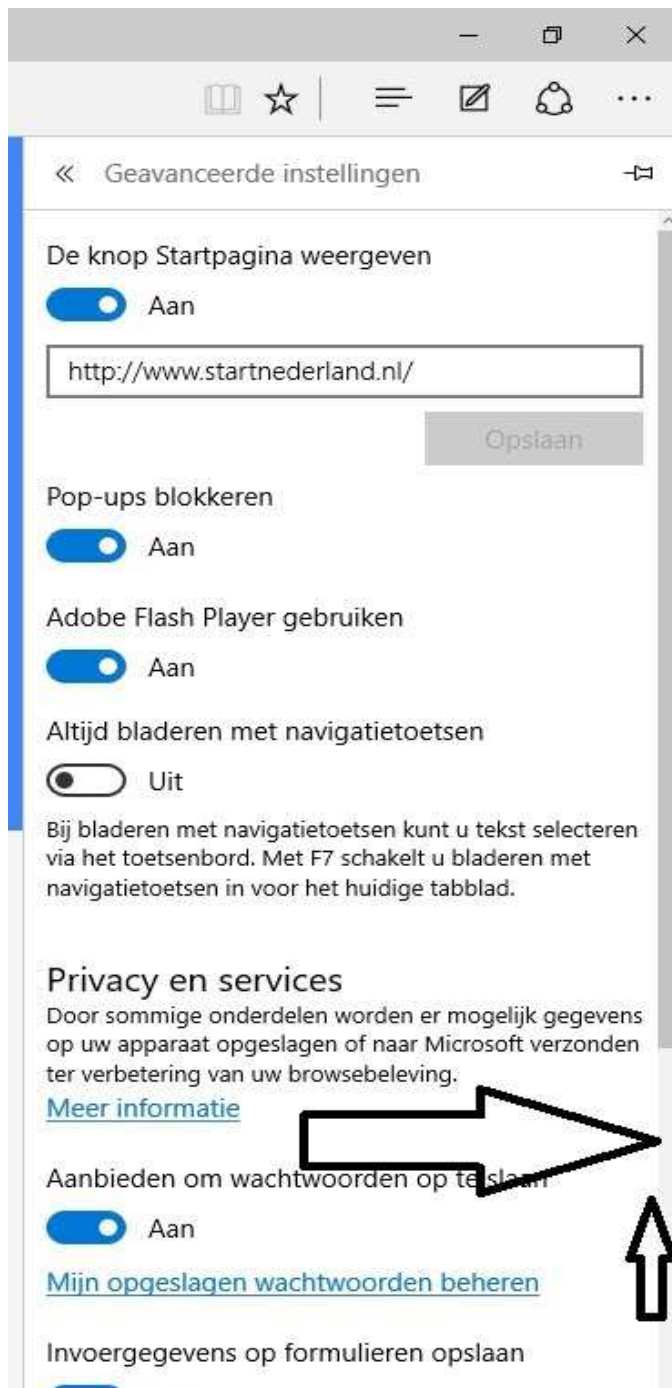 Geavanceerde instellingen
De knop Startpagina weergeven
Aan
http://www.startnederland.nl/
Opslaan
Pop-ups blokkeren
Aan
Adobe Flash Player gebruiken
Aan
Altijd bladeren met navigatietoetsen
Uit
Bij bladeren met navigatietoetsen kunt u tekst selecteren
via het toetsenbord. Met F7 schakelt u bladeren met
navigatietoetsen in voor het huidige tabblad.
Privacy en services
Door sommige onderdelen worden er mogelijk gegevens
op uw apparaat opgeslagen of naar Microsoft verzonden
ter verbetering van uw browsebeleving.
Meer informatie
Aanbieden om wachtwoorden op te slaan
Aan
Mijn opgeslagen wachtwoorden beheren
Invoergegevens op formulieren opslaan